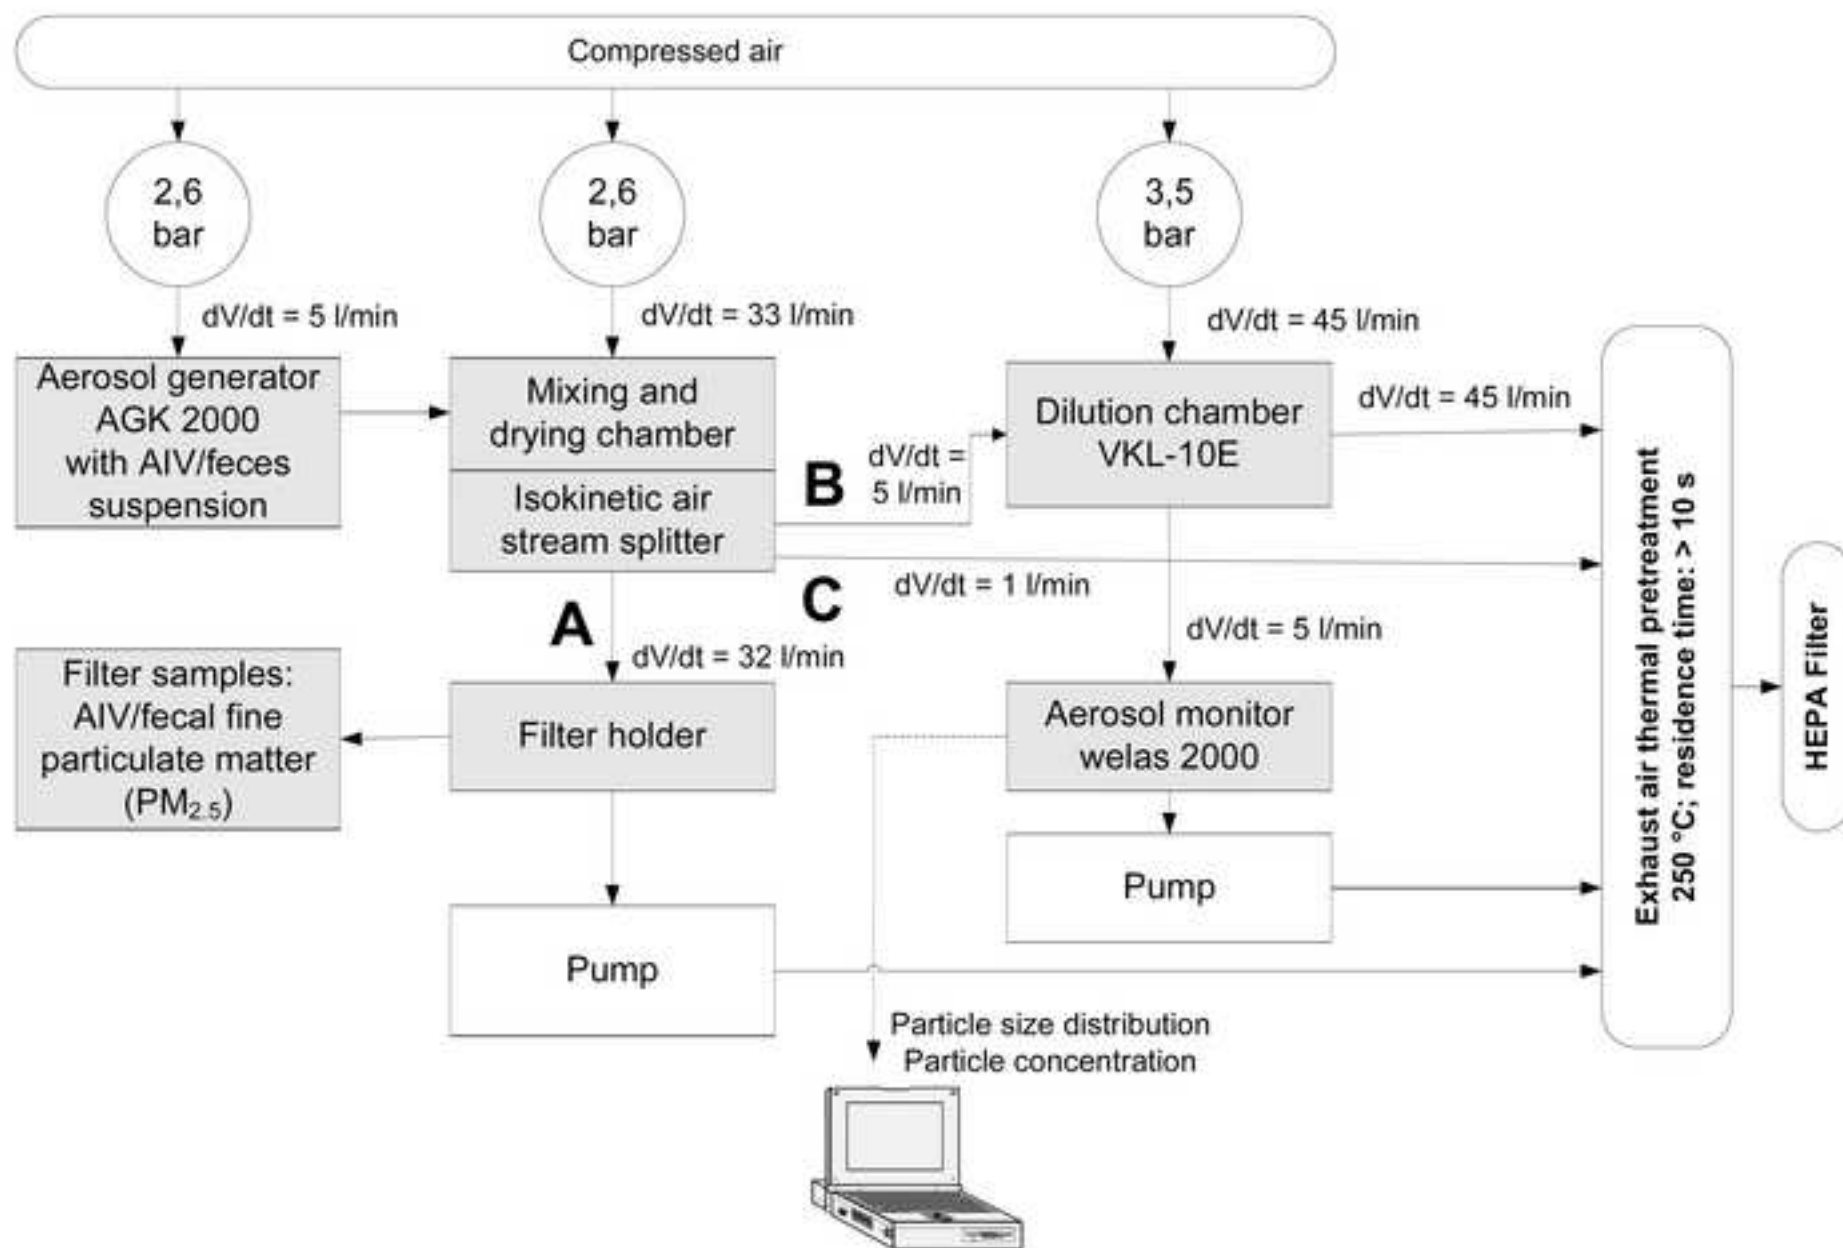 Compressed air
2,6
bar
2,6
bar
3,5
bar
dV/dt = 5 l/min
dV/dt = 33 l/min
dV/dt = 45 l/min
Aerosol generator
AGK 2000
with AIV/feces
suspension
Mixing and
drying chamber
Isokinetic air
stream splitter
B
dV/dt =
5 l/min
Dilution chamber
VKL-10E
dV/dt = 45 l/min
C
dV/dt = 1 l/min
A
dV/dt = 32 l/min
dV/dt = 5 l/min
Filter samples:
AIV/fecal fine
particulate matter
(PM2.5)
Filter holder
Aerosol monitor
welas 2000
Pump
Pump
Particle size distribution
Particle concentration
Exhaust air thermal pretreatment
250 °C; residence time: > 10 s
HEPA Filter